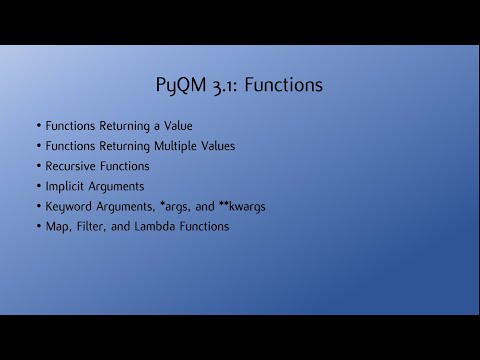 PyQM 3.1: Functions
• Functions Returning a Value
• Functions Returning Multiple Values
• Recursive Functions
• Implicit Arguments
• Keyword Arguments, *args, and **kwargs
• Map, Filter, and Lambda Functions